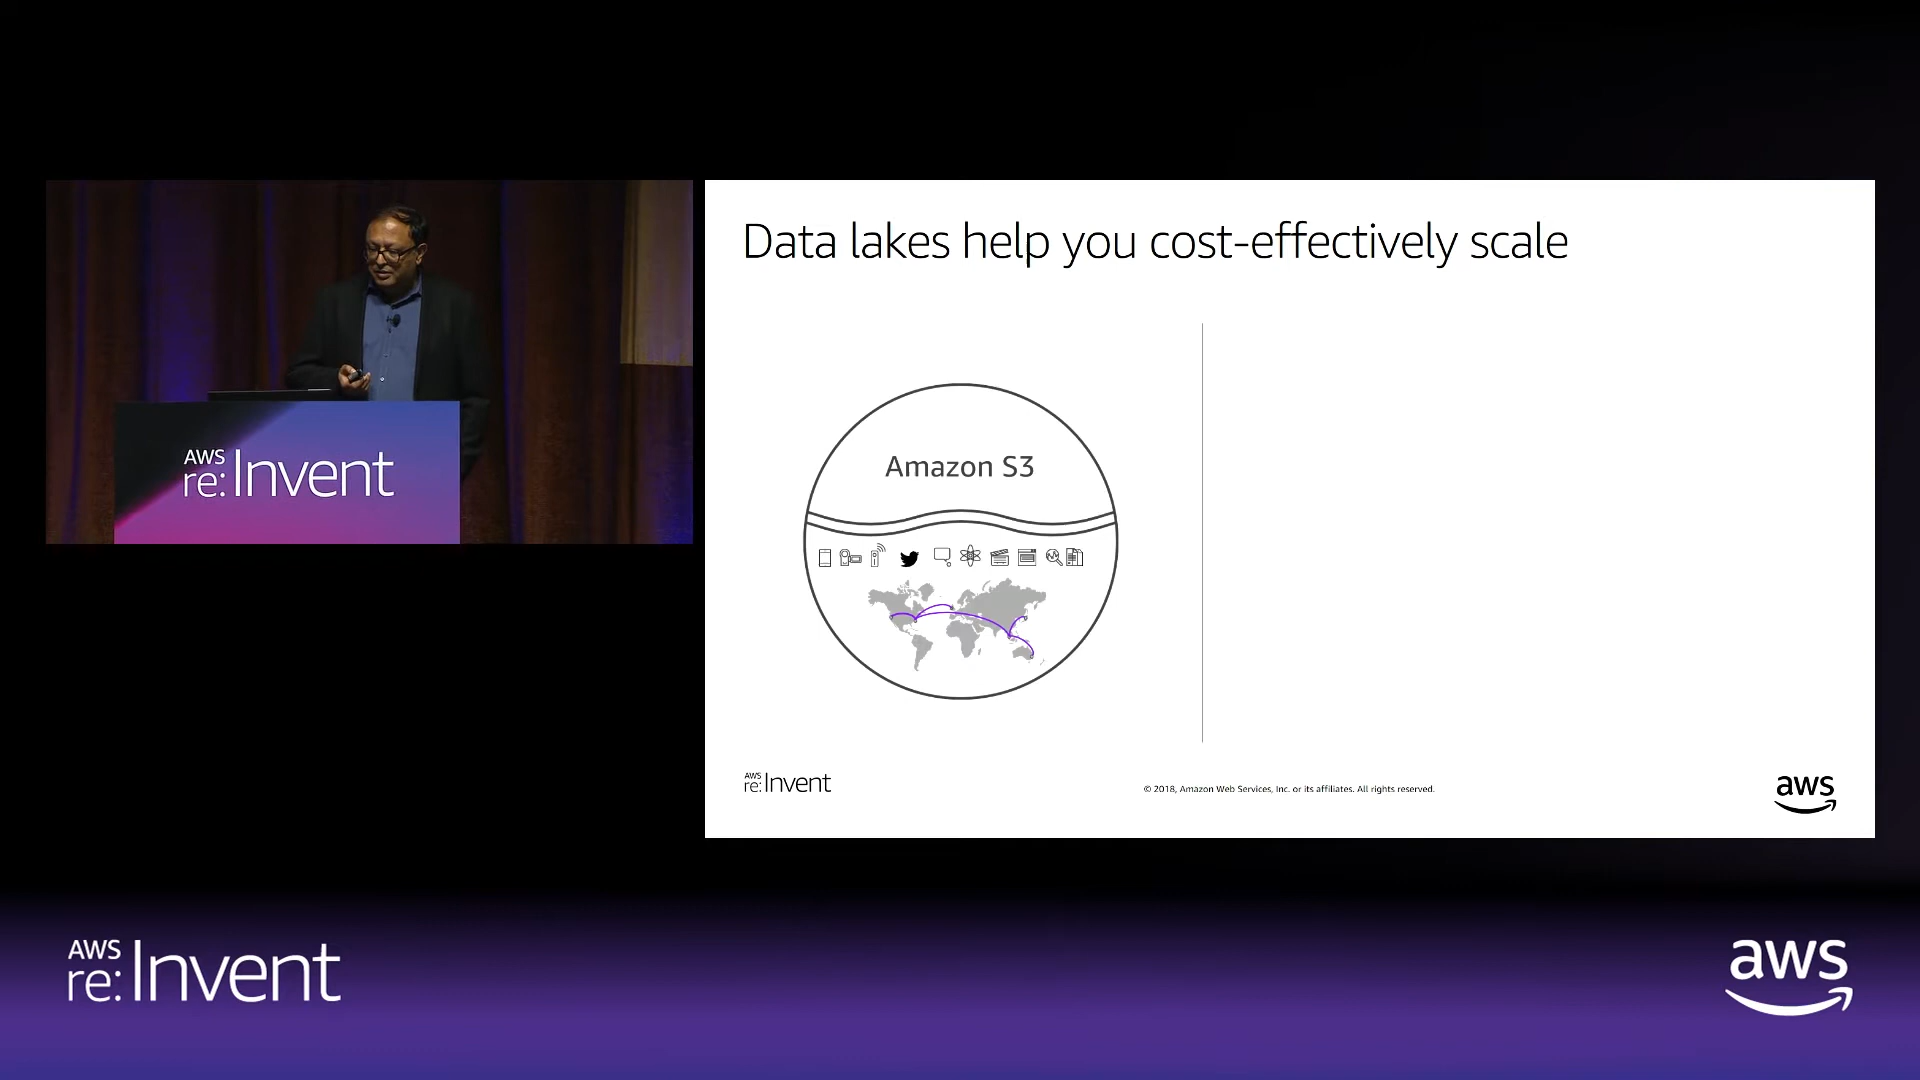 AWS
re:Invent
Data lakes help you cost-effectively scale
Amazon S3
AWS
re:Invent
© 2018, Amazon Web Services, Inc. or its affiliates. All rights reserved.
aws
AWS
re:Invent
aws